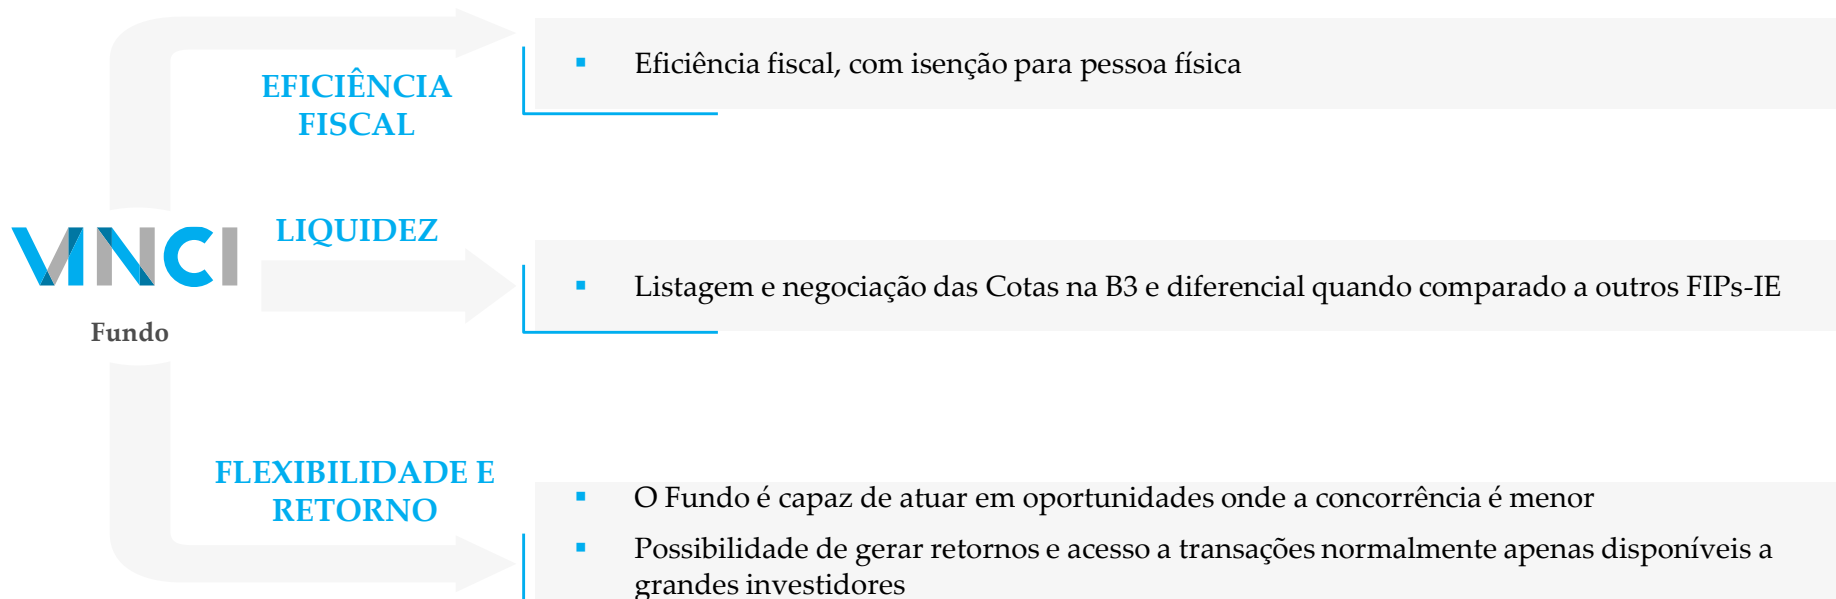 EFICIÊNCIA
FISCAL
▪ Eficiência fiscal, com isenção para pessoa física
VINCI
Fundo
LIQUIDEZ
▪ Listagem e negociação das Cotas na B3 e diferencial quando comparado a outros FIPs-IE
FLEXIBILIDADE E
RETORNO
▪ O Fundo é capaz de atuar em oportunidades onde a concorrência é menor
▪ Possibilidade de gerar retornos e acesso a transações normalmente apenas disponíveis a
grandes investidores